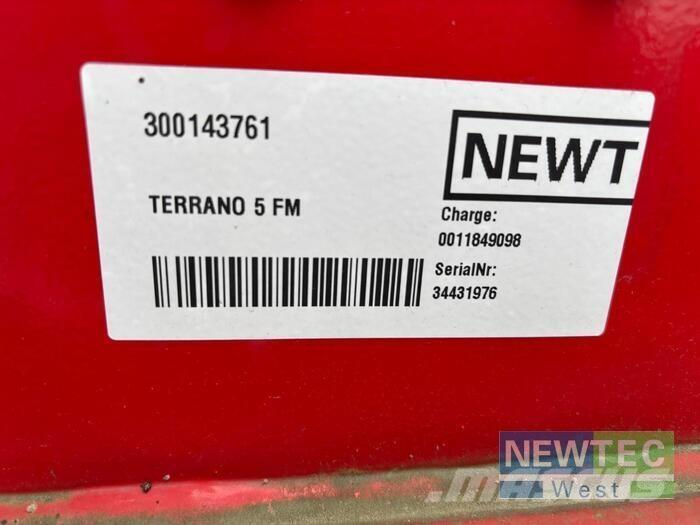 300143761
NEWT
TERRANO 5 FM
Charge:
0011849098
SerialNr:
34431976
NEWTEC
West